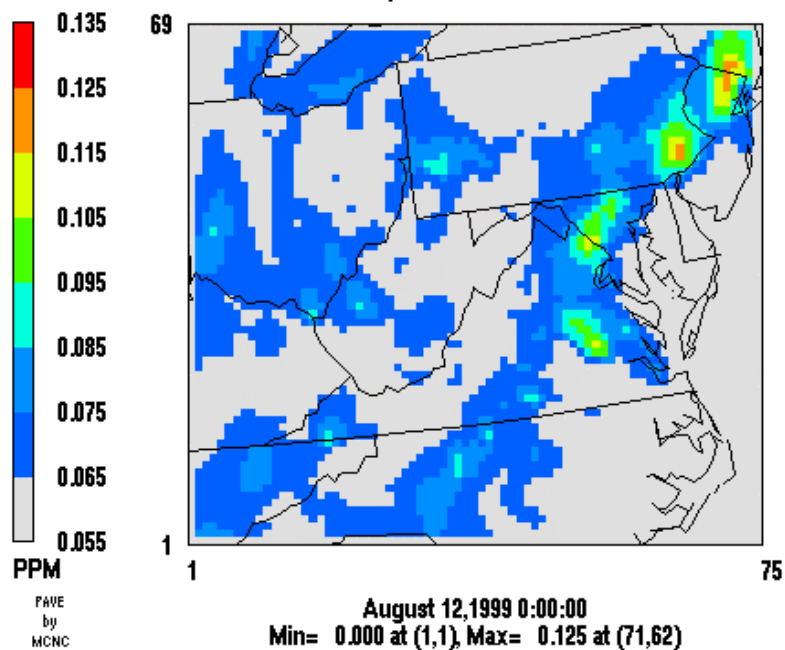 0.135
0.125
0.115
0.105
0.095
0.085
0.075
0.065
0.055
PPM
PAVE
by
MCNC
69
1
1
75
August 12,1999 0:00:00
Min= 0.000 at (1,1), Max= 0.125 at (71,62)